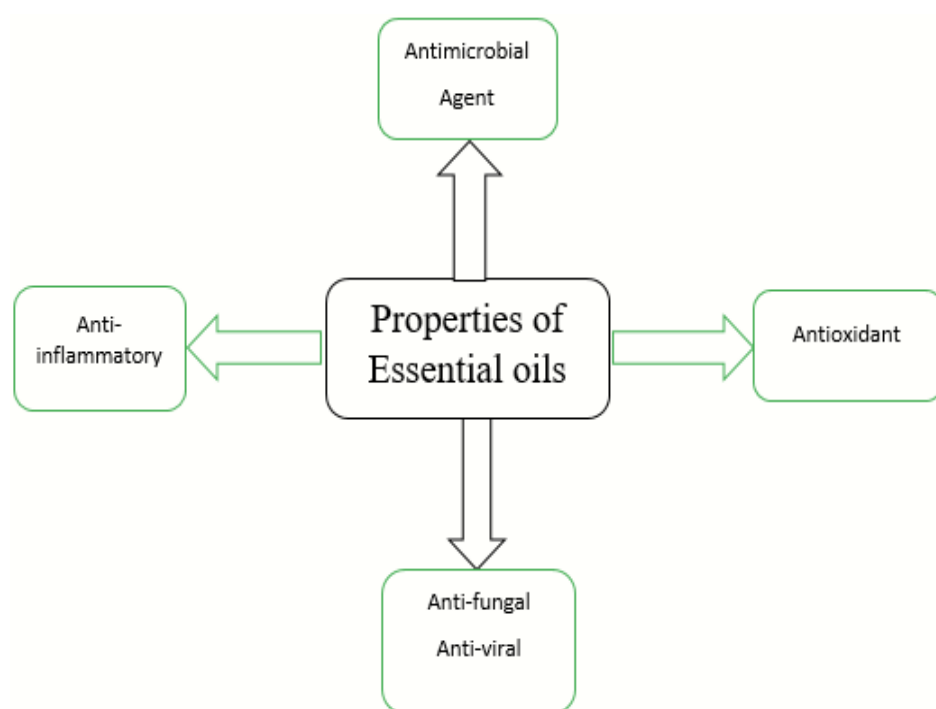 Antimicrobial
Agent
Anti-
inflammatory
Properties of
Essential oils
Antioxidant
Anti-fungal
Anti-viral